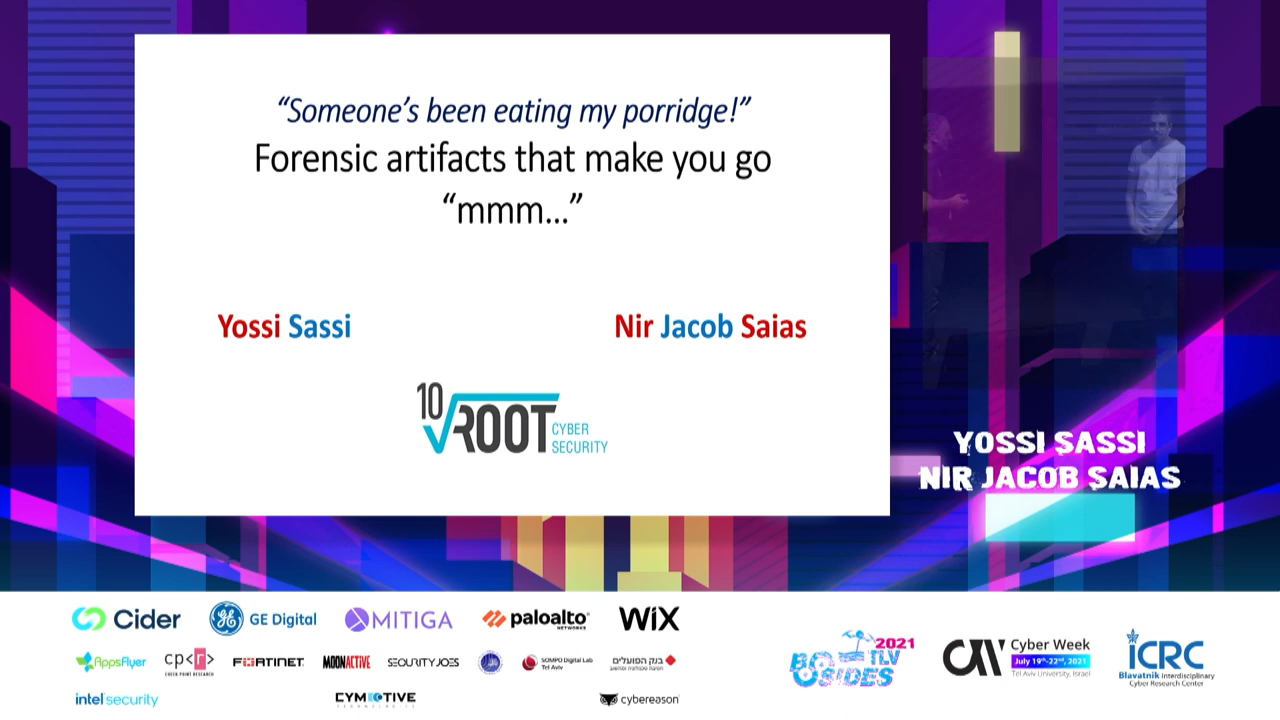 “Someone’s been eating my porridge!”
Forensic artifacts that make you go
“mmm…”
Yossi Sassi
Nir Jacob Saias
10
ROOT
CYBER
SECURITY
YOSSI SASSI
NIR JACOB SAIAS
Cider
GE Digital
MITIGA
paloalto
NETWORKS
WiX
AppsFlyer
cp<r>
CHECK POINT RESEARCH
FORTINET
MOONACTIVE
SECURITYJOES
SOMPO Digital Lab
Tel Aviv
בנק הפועלים
intel security
CYMOTIVE
TECHNOLOGIES
cybereason
2021
BSIDES
TLV
Cyber Week
July 19th-22nd, 2021
Tel Aviv University, Israel
ICRC
Blavatnik Interdisciplinary
Cyber Research Center